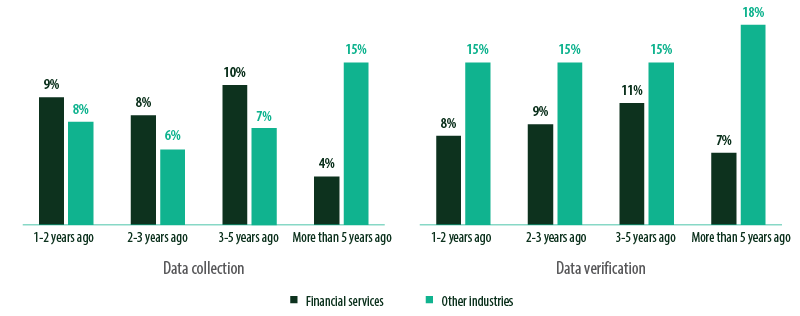 9%
8%
8%
6%
10%
7%
4%
15%
1-2 years ago
2-3 years ago
3-5 years ago
More than 5 years ago
Data collection
8%
15%
9%
15%
11%
15%
7%
18%
1-2 years ago
2-3 years ago
3-5 years ago
More than 5 years ago
Data verification
Financial services
Other industries